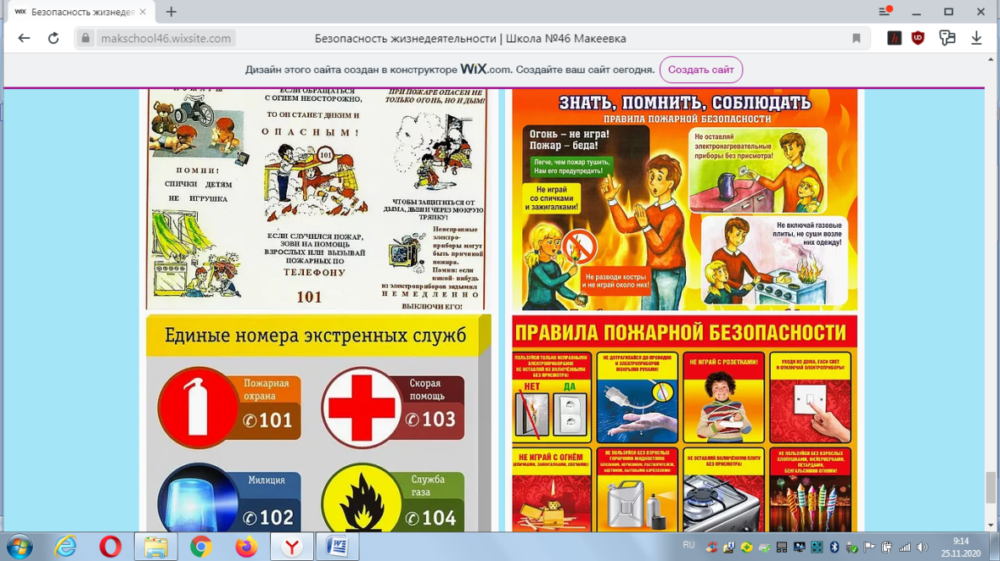 WiX Безопасность жизнедея
makschool46.wixsite.com
Безопасность жизнедеятельности | Школа №46 Макеевка
Дизайн этого сайта создан в конструкторе WiX.com. Создайте ваш сайт сегодня.
Создать сайт
ПОМНИ!
СПИЧКИ ДЕТЯМ
НЕ ИГРУШКА
ЕСЛИ ОБРАЩАТЬСЯ
С ОГНЕМ НЕОСТОРОЖНО,
ТО ОН СТАНЕТ ДИКИМ И
ОПАСНЫМ!
101
ЕСЛИ СЛУЧИЛСЯ ПОЖАР,
ЗОВИ НА ПОМОЩЬ
ВЗРОСЛЫХ ИЛИ ВЫЗЫВАЙ
ПОЖАРНЫХ ПО
ТЕЛЕФОНУ
101
ПРИ ПОЖАРЕ ОПАСЕН НЕ
ТОЛЬКО ОГОНЬ, НО И ДЫМ!
ЧТОБЫ ЗАЩИТИТЬСЯ ОТ
ДЫМА, ДЫШИ ЧЕРЕЗ МОКРУЮ
ТРЯПКУ!
Неисправные
электро-
приборы могут
быть причиной
пожара.
Помни: если
какой-нибудь
из электроприборов задымил
НЕМЕДЛЕННО
ВЫКЛЮЧИ ЕГО!
ЗНАТЬ, ПОМНИТЬ, СОБЛЮДАТЬ
ПРАВИЛА ПОЖАРНОЙ БЕЗОПАСНОСТИ
Огонь – не игра!
Пожар – беда!
Легче, чем пожар тушить,
Нам его предупредить!
Не играй
со спичками
и зажигалками!
Не разводи костры
и не играй около них!
Не оставляй
электронагревательные
приборы без присмотра!
Не включай газовые
плиты, не суши возле
них одежду!
Единые номера экстренных служб
Пожарная
охрана
101
Скорая
помощь
103
Милиция
102
Служба
газа
104
ПРАВИЛА ПОЖАРНОЙ БЕЗОПАСНОСТИ
ПОЛЬЗУЙСЯ ТОЛЬКО ИСПРАВНЫМИ
ЭЛЕКТРОПРИБОРАМИ!
НЕ ОСТАВЛЯЙ ИХ ВКЛЮЧЁННЫМИ
БЕЗ ПРИСМОТРА!
НЕТ ДА
НЕ ДОТРАГИВАЙСЯ ДО ПРОВОДОВ
И ЭЛЕКТРОПРИБОРОВ
МОКРЫМИ РУКАМИ!
НЕ ИГРАЙ С РОЗЕТКАМИ!
УХОДЯ ИЗ ДОМА, ГАСИ СВЕТ
И ОТКЛЮЧАЙ ЭЛЕКТРОПРИБОРЫ!
НЕ ИГРАЙ С ОГНЁМ
СПИЧКАМИ, ЗАЖИГАЛКАМИ, СВЕЧАМИ!
НЕ ПОЛЬЗУЙСЯ БЕЗ ВЗРОСЛЫХ
ГОРЮЧИМИ ЖИДКОСТЯМИ:
БЕНЗИНОМ, КЕРОСИНОМ, РАСТВОРИТЕЛЕМ,
АЦЕТОНОМ, БЫТОВЫМИ АЭРОЗОЛЯМИ!
НЕ ОСТАВЛЯЙ ВКЛЮЧЁННУЮ ПЛИТУ
БЕЗ ПРИСМОТРА!
НЕ ПОЛЬЗУЙСЯ БЕЗ ВЗРОСЛЫХ
ХЛОПУШКАМИ, ФЕЙЕРВЕРКАМИ,
ПЕТАРДАМИ,
БЕНГАЛЬСКИМИ ОГНЯМИ!
RU
9:14
25.11.2020